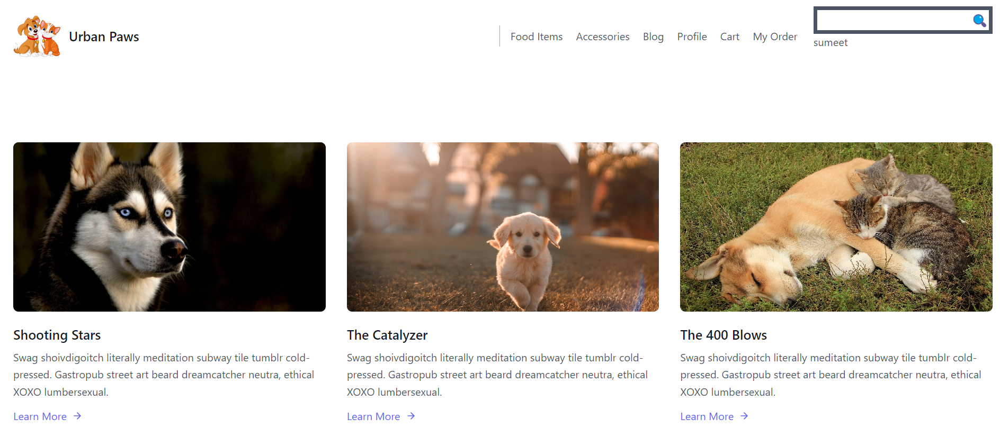 Urban Paws
Food Items
Accessories
Blog
Profile
Cart
My Order
sumeet
Shooting Stars
Swag shoivdigoitch literally meditation subway tile tumblr cold-
pressed. Gastropub street art beard dreamcatcher neutra, ethical
XOXO lumbersexual.
Learn More →
The Catalyzer
Swag shoivdigoitch literally meditation subway tile tumblr cold-
pressed. Gastropub street art beard dreamcatcher neutra, ethical
XOXO lumbersexual.
Learn More →
The 400 Blows
Swag shoivdigoitch literally meditation subway tile tumblr cold-
pressed. Gastropub street art beard dreamcatcher neutra, ethical
XOXO lumbersexual.
Learn More →